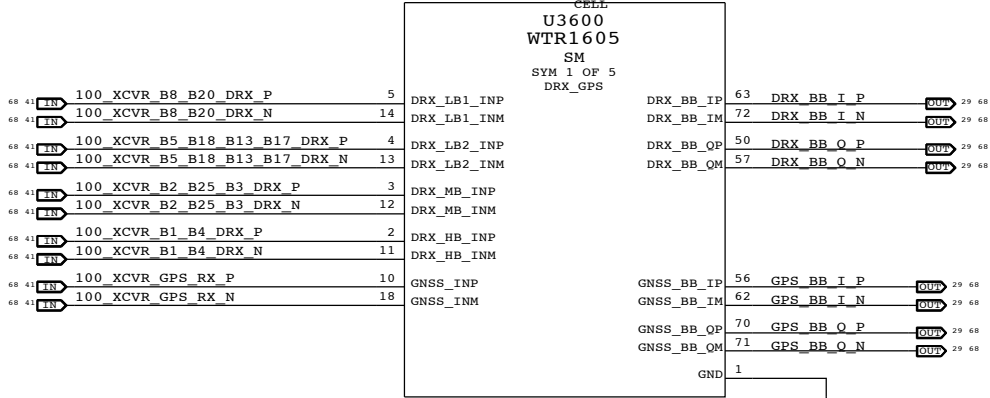 CELL
U3600
WTR1605
SM
SYM 1 OF 5
DRX_GPS
68 41 IN 100_XCVR_B8_B20_DRX_P 5 DRX_LB1_INP DRX_BB_IP 63 DRX_BB_I_P OUT 29 68
68 41 IN 100_XCVR_B8_B20_DRX_N 14 DRX_LB1_INM DRX_BB_IM 72 DRX_BB_I_N OUT 29 68
68 41 IN 100_XCVR_B5_B18_B13_B17_DRX_P 4 DRX_LB2_INP DRX_BB_QP 50 DRX_BB_Q_P OUT 29 68
68 41 IN 100_XCVR_B5_B18_B13_B17_DRX_N 13 DRX_LB2_INM DRX_BB_QM 57 DRX_BB_Q_N OUT 29 68
68 41 IN 100_XCVR_B2_B25_B3_DRX_P 3 DRX_MB_INP
68 41 IN 100_XCVR_B2_B25_B3_DRX_N 12 DRX_MB_INM
68 41 IN 100_XCVR_B1_B4_DRX_P 2 DRX_HB_INP
68 41 IN 100_XCVR_B1_B4_DRX_N 11 DRX_HB_INM
68 41 IN 100_XCVR_GPS_RX_P 10 GNSS_INP GNSS_BB_IP 56 GPS_BB_I_P OUT 29 68
68 41 IN 100_XCVR_GPS_RX_N 18 GNSS_INM GNSS_BB_IM 62 GPS_BB_I_N OUT 29 68
GNSS_BB_QP 70 GPS_BB_Q_P OUT 29 68
GNSS_BB_QM 71 GPS_BB_Q_N OUT 29 68
GND 1